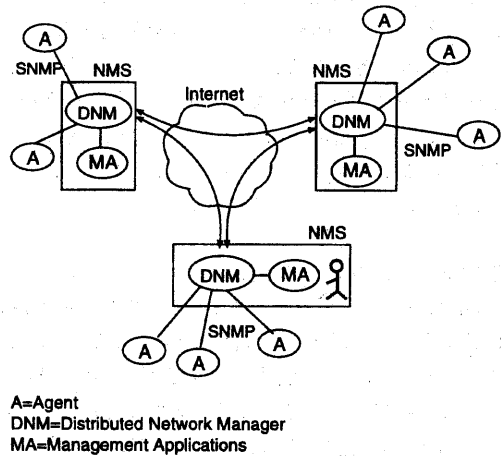 A
A
SNMP
NMS
NMS
A
Internet
DNM
DNM
A
A
MA
SNMP
MA
NMS
DNM
MA
SNMP
A
A
A
A=Agent
DNM=Distributed Network Manager
MA=Management Applications